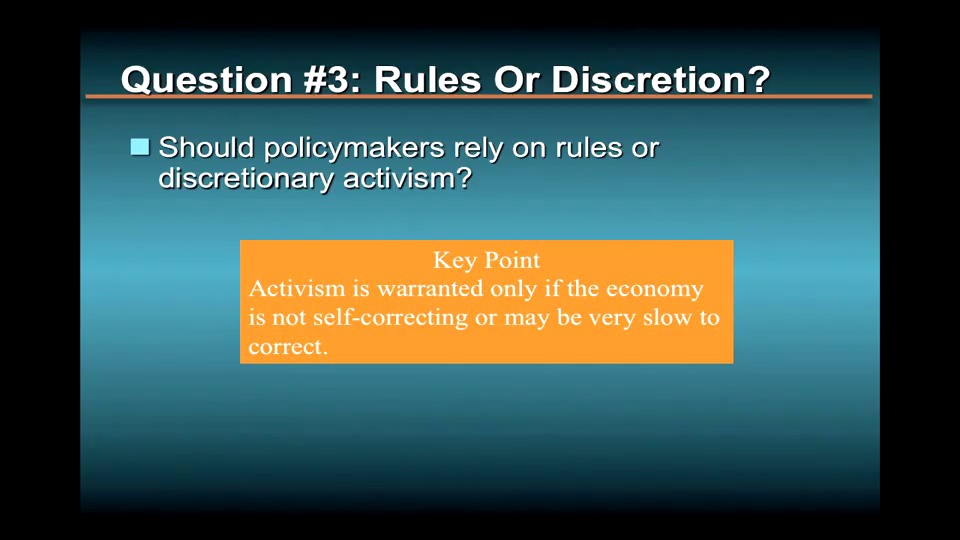 Question #3: Rules Or Discretion?
Should policymakers rely on rules or
discretionary activism?
Key Point
Activism is warranted only if the economy
is not self-correcting or may be very slow to
correct.